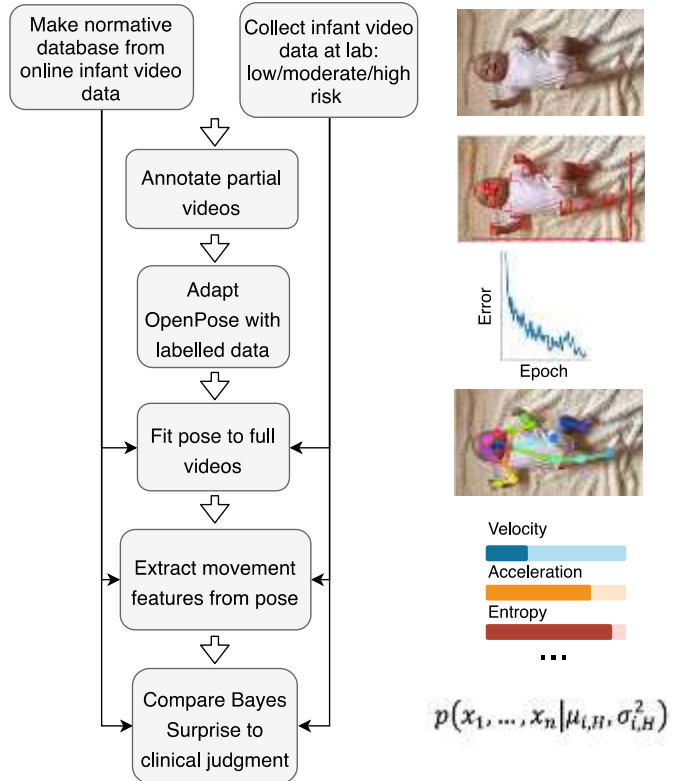 Make normative
database from
online infant video
data
Collect infant video
data at lab:
low/moderate/high
risk
Annotate partial
videos
Adapt
OpenPose with
labelled data
Error
Epoch
Fit pose to full
videos
Extract movement
features from pose
Velocity
Acceleration
Entropy
...
Compare Bayes
Surprise to
clinical judgment
p(x₁, ..., xₙ|μᵢ,H, σ²ᵢ,H)